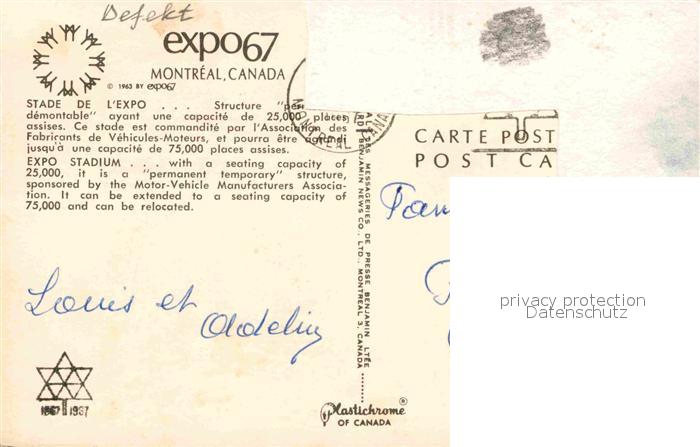 Defekt
expo67
MONTRÉAL, CANADA
© 1963 BY expo67
STADE DE L'EXPO . . . Structure
démontable" ayant une capacité de 25,000 places
assises. Ce stade est commandité par l'Association des
Fabricants de Véhicules-Moteurs, et pourra être
jusqu'à une capacité de 75,000 places assises.
EXPO STADIUM . . . with a seating capacity of
25,000, it is a "permanent temporary" structure,
sponsored by the Motor-Vehicle Manufacturers Associa-
tion. It can be extended to a seating capacity of
75,000 and can be relocated.
Louis et
Adelin
1867 1967
MONTREAL
MESSAGERIES DE PRESSE BENJAMIN LTÉE
BENJAMIN NEWS CO., LTD., MONTREAL 3, CANADA
CARTE POST
POST CA
privacy protection
Datenschutz
Plastichrome®
OF CANADA